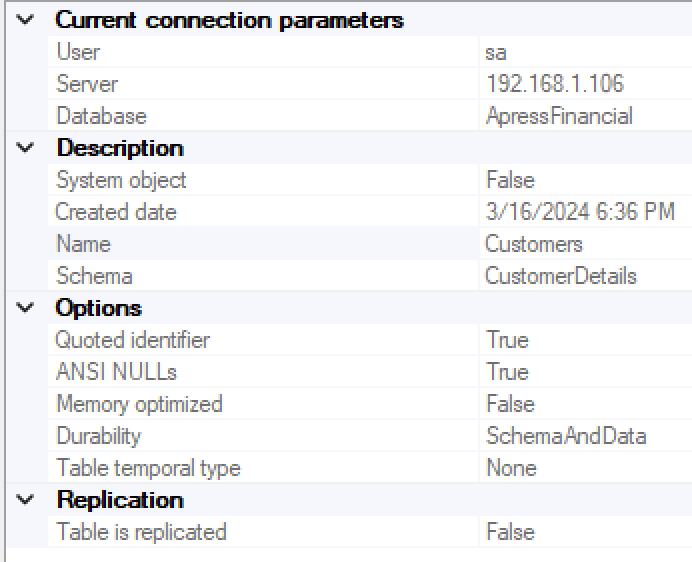 Current connection parameters
User sa
Server 192.168.1.106
Database ApressFinancial
Description
System object False
Created date 3/16/2024 6:36 PM
Name Customers
Schema CustomerDetails
Options
Quoted identifier True
ANSI NULLs True
Memory optimized False
Durability SchemaAndData
Table temporal type None
Replication
Table is replicated False